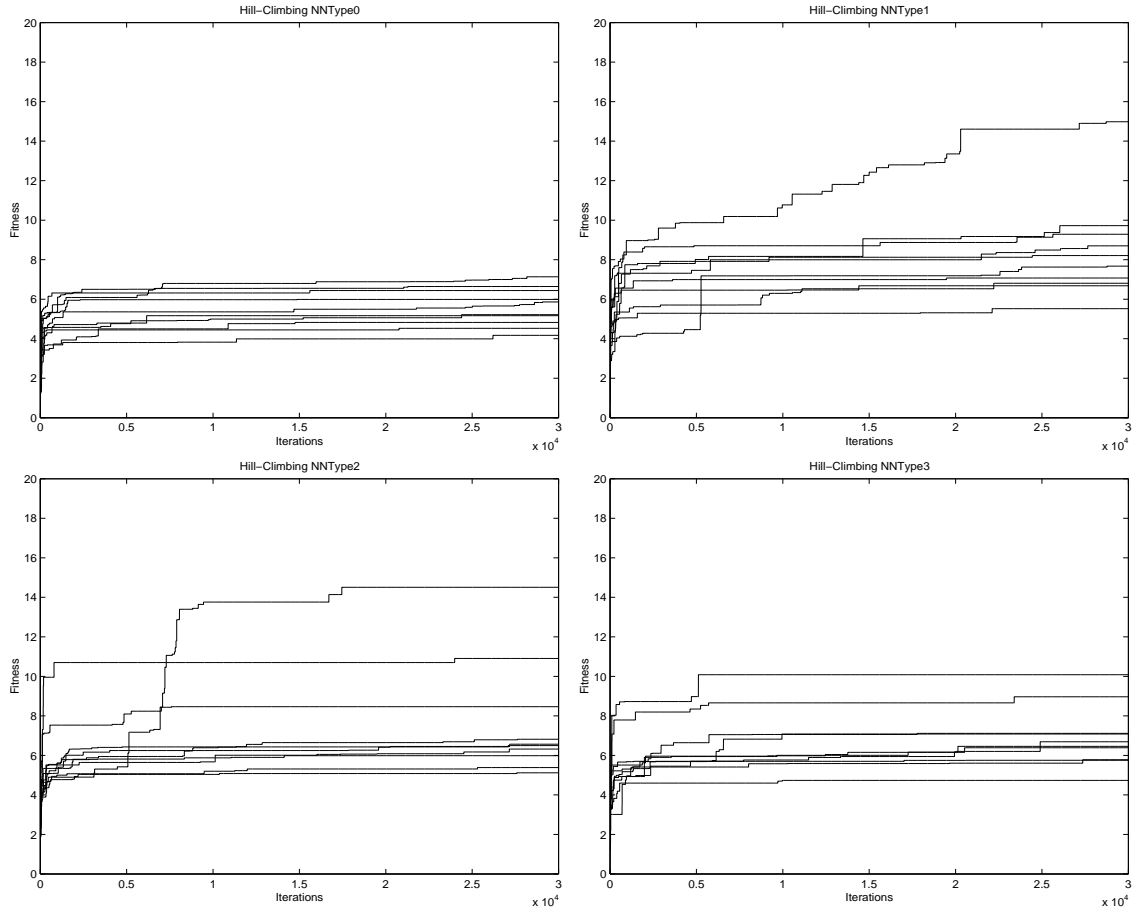 Hill−Climbing NNType0
20
18
16
14
12
10
8
6
4
2
0
Fitness
0 0.5 1 1.5 2 2.5 3
Iterations
x 10^4
Hill−Climbing NNType1
20
18
16
14
12
10
8
6
4
2
0
Fitness
0 0.5 1 1.5 2 2.5 3
Iterations
x 10^4
Hill−Climbing NNType2
20
18
16
14
12
10
8
6
4
2
0
Fitness
0 0.5 1 1.5 2 2.5 3
Iterations
x 10^4
Hill−Climbing NNType3
20
18
16
14
12
10
8
6
4
2
0
Fitness
0 0.5 1 1.5 2 2.5 3
Iterations
x 10^4